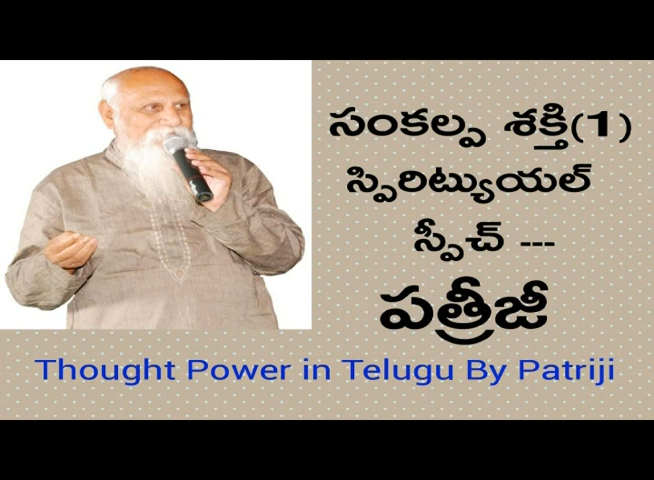 సంకల్ప శక్తి(1)
స్పిరిట్యుయల్
స్పీచ్ ---
పత్రీజీ
Thought Power in Telugu By Patriji